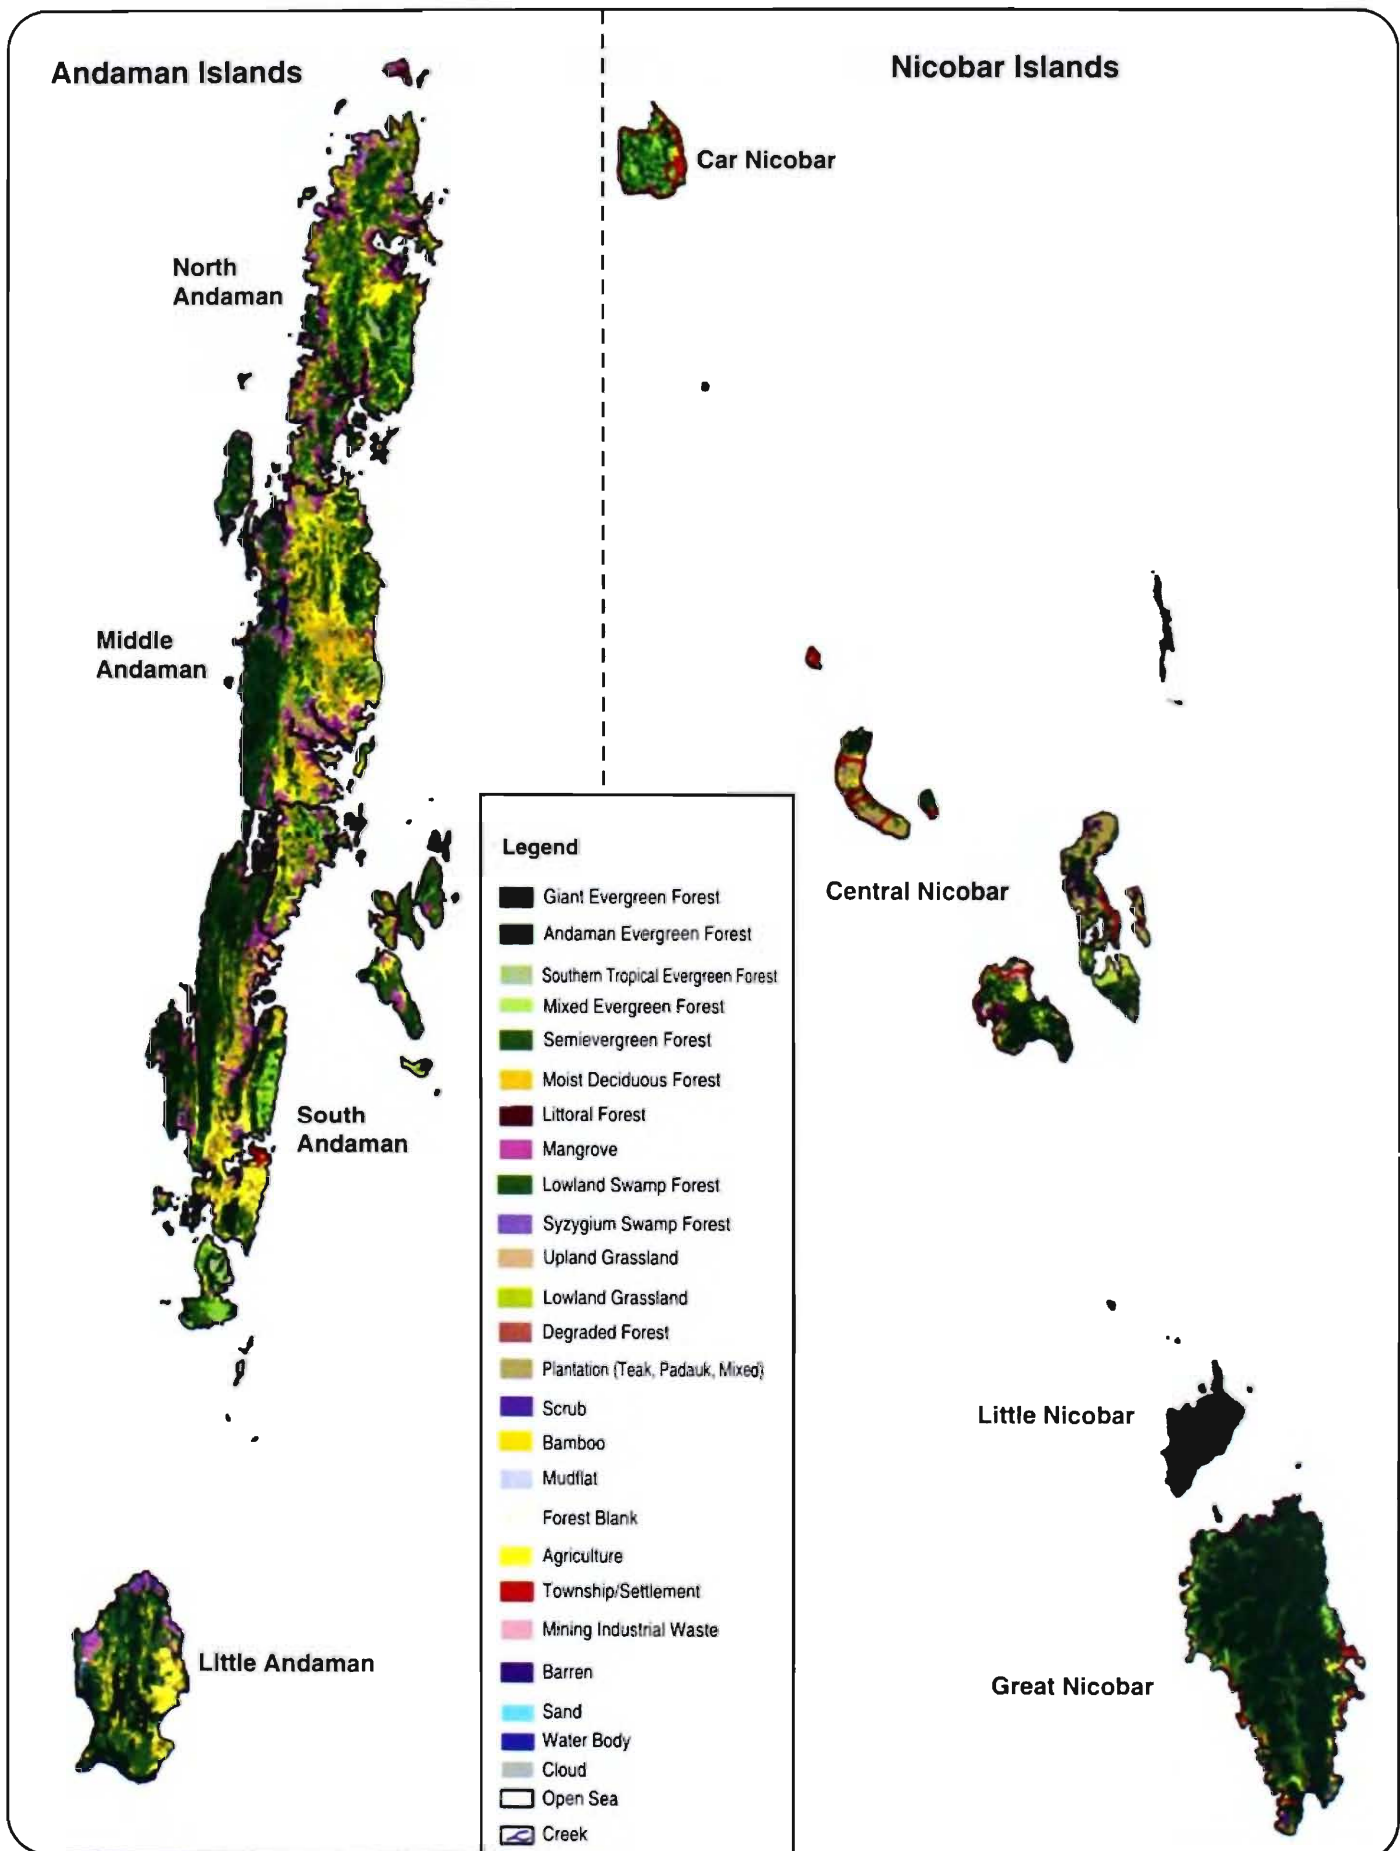 Andaman Islands
Nicobar Islands
Car Nicobar
North
Andaman
Middle
Andaman
Central Nicobar
South
Andaman
Little Nicobar
Little Andaman
Great Nicobar
Legend
Giant Evergreen Forest
Andaman Evergreen Forest
Southern Tropical Evergreen Forest
Mixed Evergreen Forest
Semievergreen Forest
Moist Deciduous Forest
Littoral Forest
Mangrove
Lowland Swamp Forest
Syzygium Swamp Forest
Upland Grassland
Lowland Grassland
Degraded Forest
Plantation (Teak, Padauk, Mixed)
Scrub
Bamboo
Mudflat
Forest Blank
Agriculture
Township/Settlement
Mining Industrial Waste
Barren
Sand
Water Body
Cloud
Open Sea
Creek